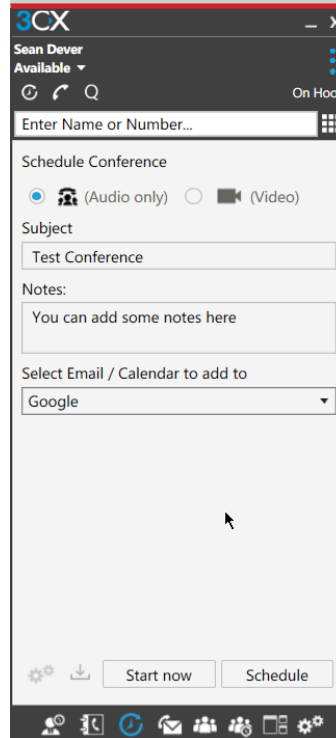 3CX
Sean Dever
Available
On Hoo
Enter Name or Number...
Schedule Conference
(Audio only) (Video)
Subject
Test Conference
Notes:
You can add some notes here
Select Email / Calendar to add to
Google
Start now Schedule